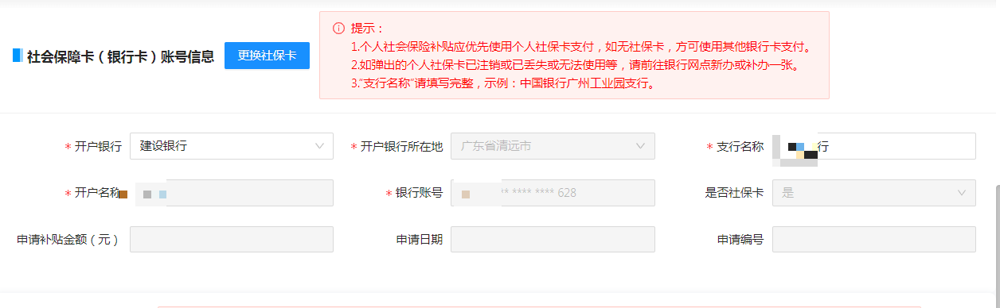 社会保障卡（银行卡）账号信息
更换社保卡
提示：
1.个人社会保险补贴应优先使用个人社保卡支付，如无社保卡，方可使用其他银行卡支付。
2.如弹出的个人社保卡已注销或已丢失或无法使用等，请前往银行网点新办或补办一张。
3.“支行名称”请填写完整，示例：中国银行广州工业园支行。
* 开户银行 建设银行 * 开户银行所在地 广东省清远市 * 支行名称 行
* 开户名称 * 银行账号 ** **** **** 628 是否社保卡 是
申请补贴金额（元） 申请日期 申请编号